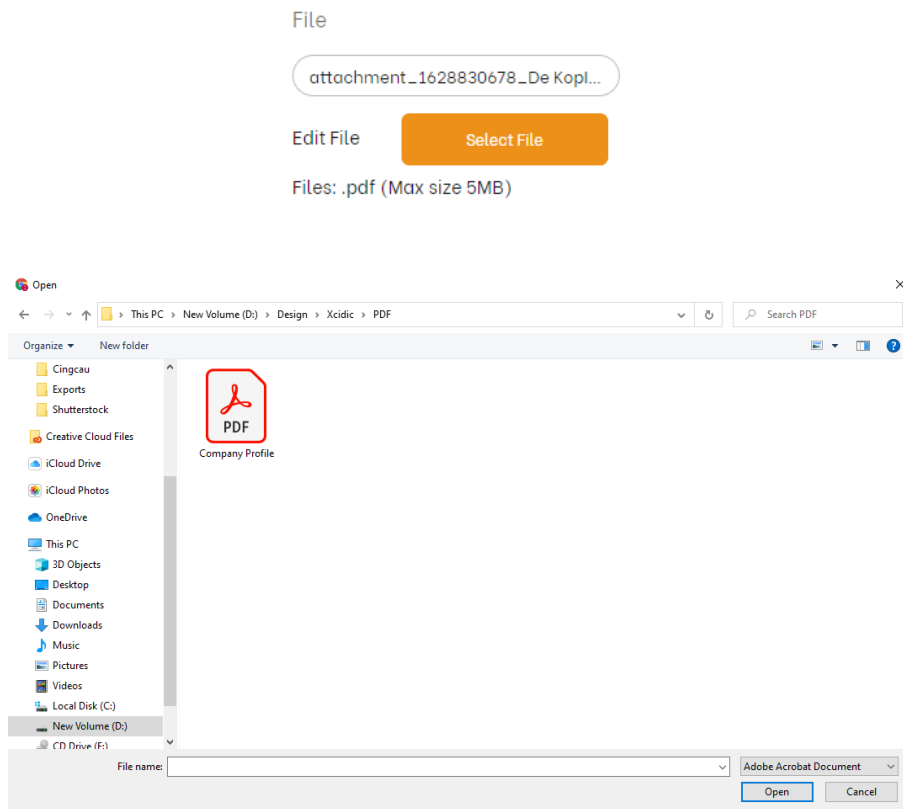 File
attachment_1628830678_De Kopl...
Edit File
Select File
Files: .pdf (Max size 5MB)
Open
This PC > New Volume (D:) > Design > Xcidic > PDF
Search PDF
Organize
New folder
Cingcau
Exports
Shutterstock
Creative Cloud Files
iCloud Drive
iCloud Photos
OneDrive
This PC
3D Objects
Desktop
Documents
Downloads
Music
Pictures
Videos
Local Disk (C:)
New Volume (D:)
CD Drive (F:)
PDF
Company Profile
File name:
Adobe Acrobat Document
Open
Cancel